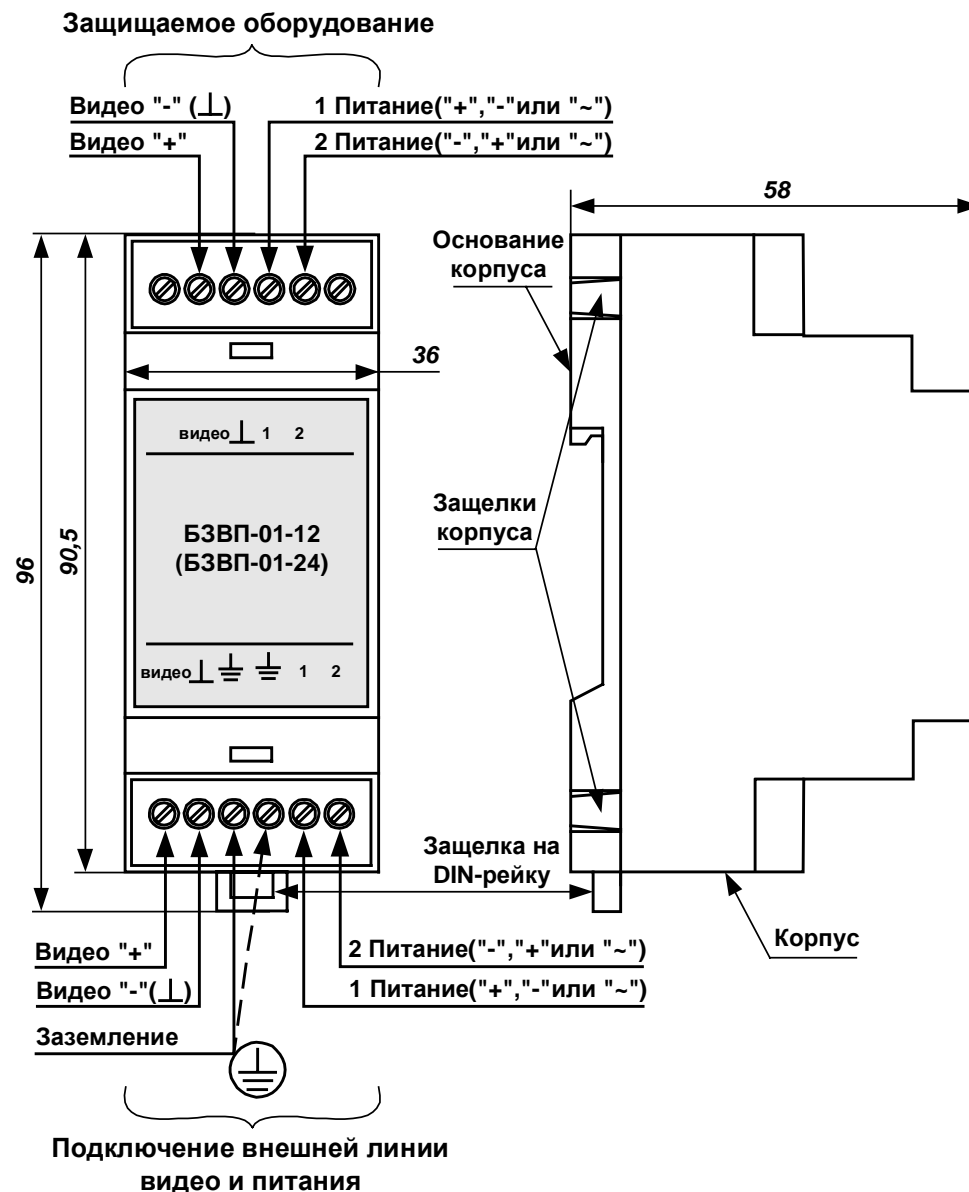 Защищаемое оборудование
Видео "-" (⊥)
1 Питание("+","-"или "~")
Видео "+"
2 Питание("-","+"или "~")
58
Основание
корпуса
36
видео ⊥ 1 2
Защелки
корпуса
БЗВП-01-12
(БЗВП-01-24)
96
90,5
видео ⊥ ⏚ ⏚ 1 2
Защелка на
DIN-рейку
Корпус
Видео "+"
2 Питание("-","+"или "~")
Видео "-"(⊥)
1 Питание("+","-"или "~")
Заземление
Подключение внешней линии
видео и питания